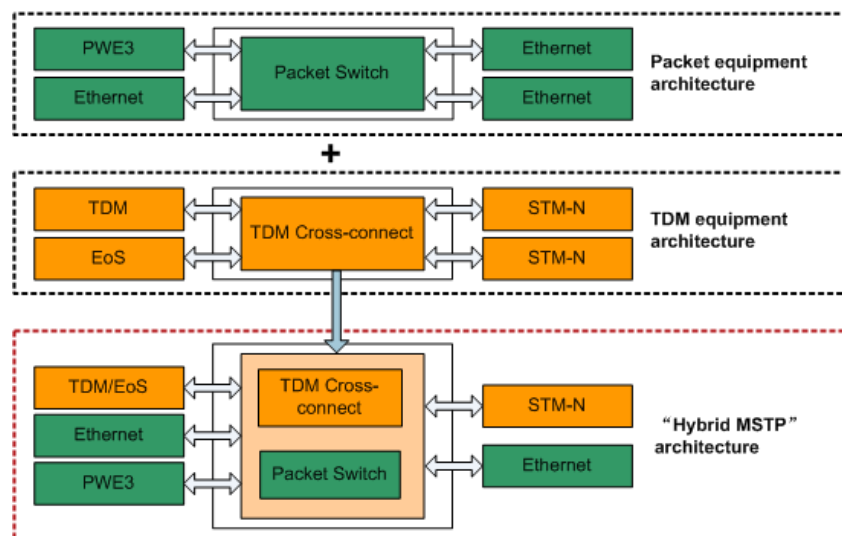 PWE3
Ethernet
Packet Switch
Ethernet
Ethernet
Packet equipment
architecture
+
TDM
EoS
TDM Cross-connect
STM-N
STM-N
TDM equipment
architecture
TDM/EoS
Ethernet
PWE3
TDM Cross-
connect
Packet Switch
STM-N
Ethernet
“Hybrid MSTP”
architecture